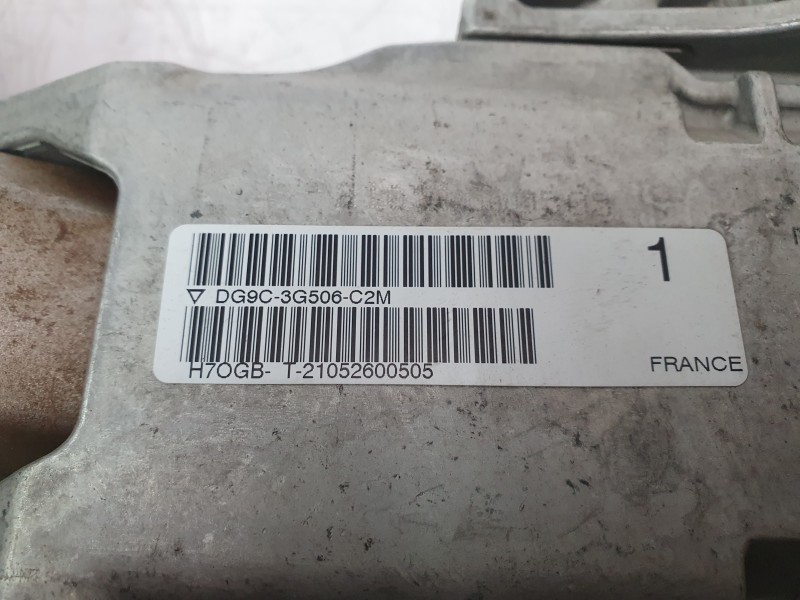 1
▽ DG9C-3G506-C2M
H7OGB- T-21052600505
FRANCE